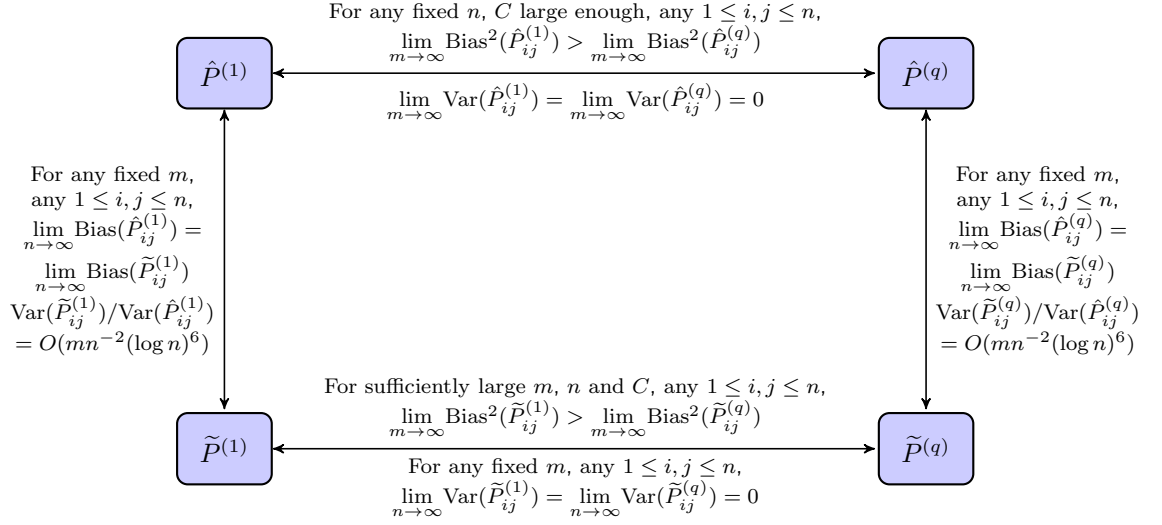 For any fixed n, C large enough, any 1 ≤ i, j ≤ n,
lim_{m→∞} Bias²(P̂_{ij}^{(1)}) > lim_{m→∞} Bias²(P̂_{ij}^{(q)})
P̂^{(1)}
P̂^{(q)}
lim_{m→∞} Var(P̂_{ij}^{(1)}) = lim_{m→∞} Var(P̂_{ij}^{(q)}) = 0
For any fixed m,
any 1 ≤ i, j ≤ n,
lim_{n→∞} Bias(P̂_{ij}^{(1)}) =
lim_{n→∞} Bias(P̃_{ij}^{(1)})
Var(P̃_{ij}^{(1)})/Var(P̂_{ij}^{(1)})
= O(mn^{-2}(log n)^6)
For any fixed m,
any 1 ≤ i, j ≤ n,
lim_{n→∞} Bias(P̂_{ij}^{(q)}) =
lim_{n→∞} Bias(P̃_{ij}^{(q)})
Var(P̃_{ij}^{(q)})/Var(P̂_{ij}^{(q)})
= O(mn^{-2}(log n)^6)
For sufficiently large m, n and C, any 1 ≤ i, j ≤ n,
lim_{m→∞} Bias²(P̃_{ij}^{(1)}) > lim_{m→∞} Bias²(P̃_{ij}^{(q)})
P̃^{(1)}
P̃^{(q)}
For any fixed m, any 1 ≤ i, j ≤ n,
lim_{n→∞} Var(P̃_{ij}^{(1)}) = lim_{n→∞} Var(P̃_{ij}^{(q)}) = 0